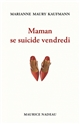 MARIANNE MAURY KAUFMANN
Maman
se suicide vendredi
MAURICE NADEAU